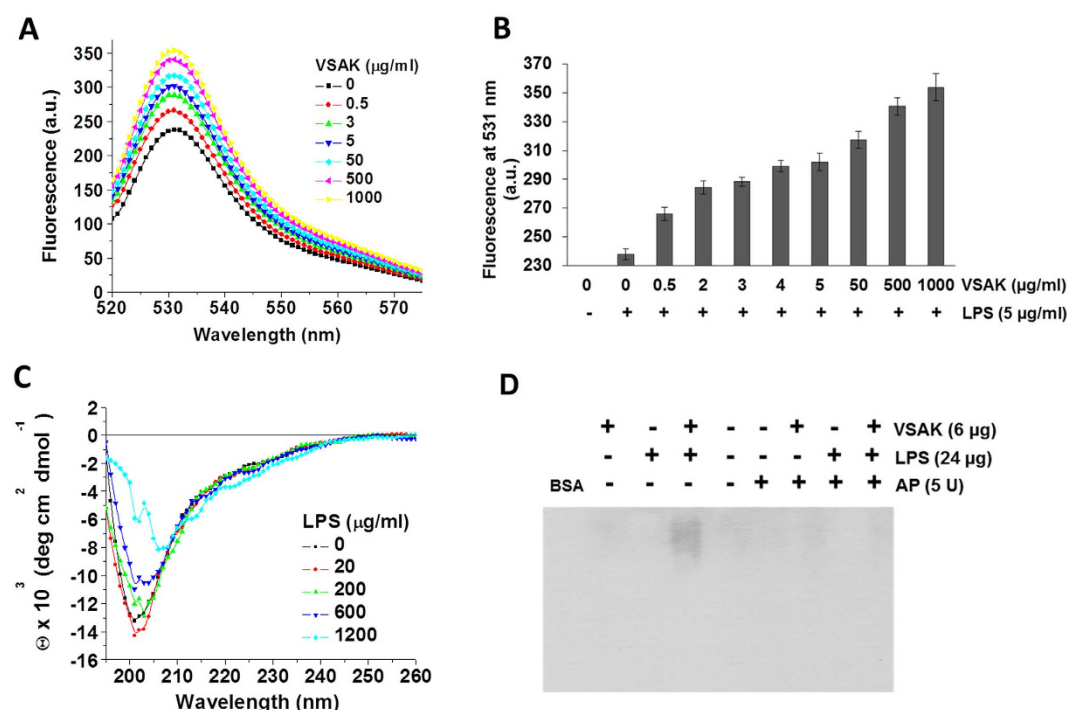 A
Fluorescence (a.u.)
350
300
250
200
150
100
50
0
520 530 540 550 560 570
Wavelength (nm)
VSAK (µg/ml)
0
0.5
3
5
50
500
1000
B
Fluorescence at 531 nm
(a.u.)
370
350
330
310
290
270
250
230
0 0 0.5 2 3 4 5 50 500 1000 VSAK (µg/ml)
- + + + + + + + + + LPS (5 µg/ml)
C
Θ x 10 3 (deg cm 2 dmol -1
2
0
-2
-4
-6
-8
-10
-12
-14
-16
200 210 220 230 240 250 260
Wavelength (nm)
LPS (µg/ml)
0
20
200
600
1200
D
+ - + - - + - + VSAK (6 µg)
- + + - - - + + LPS (24 µg)
BSA - - - - + + + + AP (5 U)